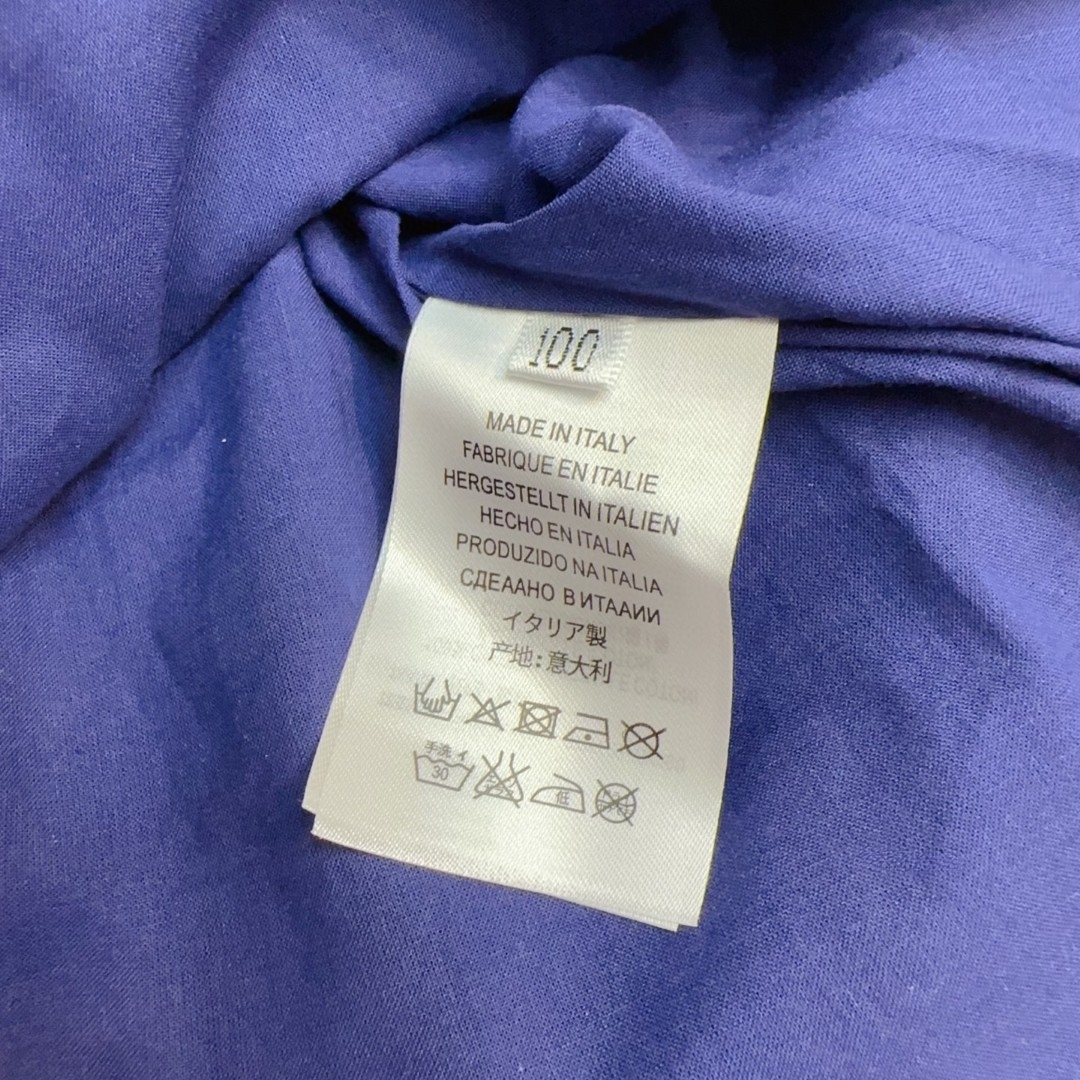 100
MADE IN ITALY
FABRIQUE EN ITALIE
HERGESTELLT IN ITALIEN
HECHO EN ITALIA
PRODUZIDO NA ITALIA
СДЕААНО В ИТААИИ
イタリア製
产地:意大利
手洗イ
30
低